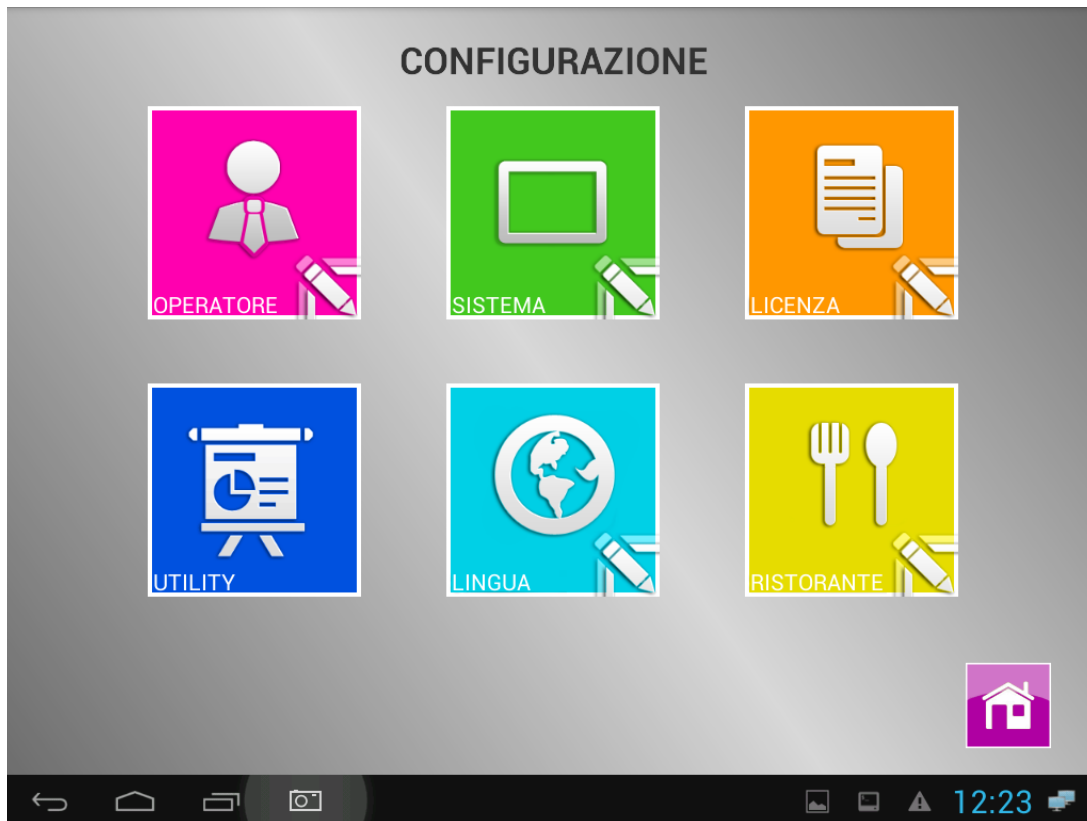 CONFIGURAZIONE
OPERATORE
SISTEMA
LICENZA
UTILITY
LINGUA
RISTORANTE
12:23